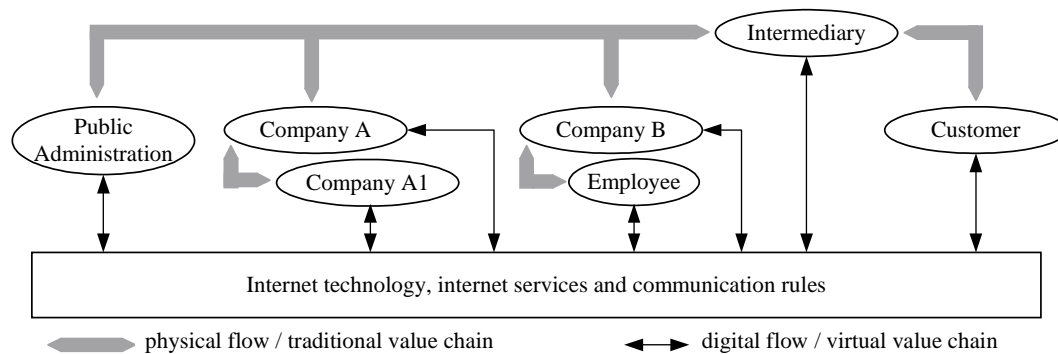 Intermediary
Public
Administration
Company A
Company B
Customer
Company A1
Employee
Internet technology, internet services and communication rules
physical flow / traditional value chain
digital flow / virtual value chain